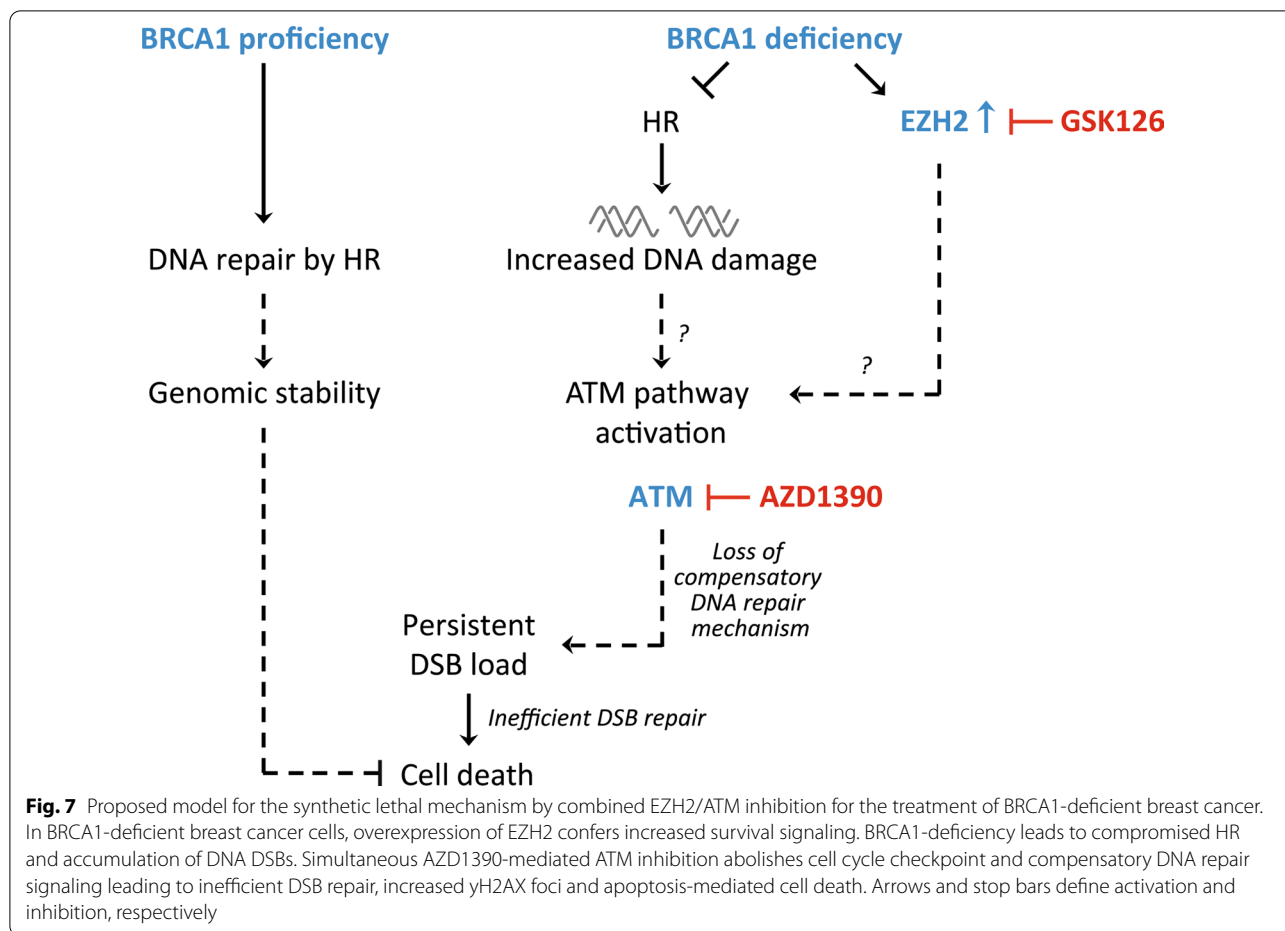 BRCA1 proficiency
BRCA1 deficiency
HR
EZH2 ↑
GSK126
DNA repair by HR
Increased DNA damage
?
?
Genomic stability
ATM pathway
activation
ATM
AZD1390
Loss of
compensatory
DNA repair
mechanism
Persistent
DSB load
Inefficient DSB repair
Cell death
Fig. 7 Proposed model for the synthetic lethal mechanism by combined EZH2/ATM inhibition for the treatment of BRCA1-deficient breast cancer.
In BRCA1-deficient breast cancer cells, overexpression of EZH2 confers increased survival signaling. BRCA1-deficiency leads to compromised HR
and accumulation of DNA DSBs. Simultaneous AZD1390-mediated ATM inhibition abolishes cell cycle checkpoint and compensatory DNA repair
signaling leading to inefficient DSB repair, increased yH2AX foci and apoptosis-mediated cell death. Arrows and stop bars define activation and
inhibition, respectively